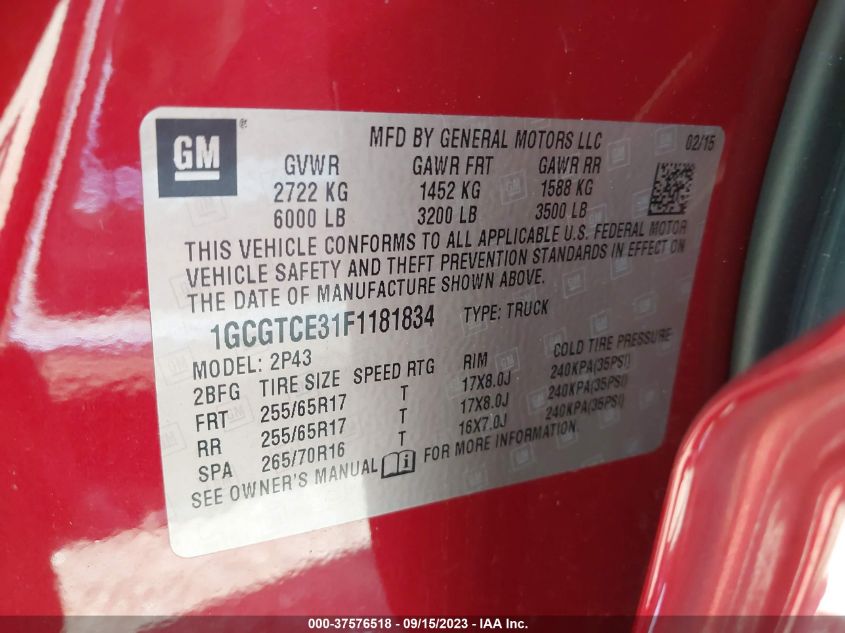 GM ®
MFD BY GENERAL MOTORS LLC 02/15
GVWR GAWR FRT GAWR RR
2722 KG 1452 KG 1588 KG
6000 LB 3200 LB 3500 LB
THIS VEHICLE CONFORMS TO ALL APPLICABLE U.S. FEDERAL MOTOR
VEHICLE SAFETY AND THEFT PREVENTION STANDARDS IN EFFECT ON
THE DATE OF MANUFACTURE SHOWN ABOVE.
1GCGTCE31F1181834 TYPE: TRUCK
MODEL: 2P43
2BFG TIRE SIZE SPEED RTG RIM COLD TIRE PRESSURE
FRT 255/65R17 T 17X8.0J 240KPA(35PSI)
RR 255/65R17 T 17X8.0J 240KPA(35PSI)
SPA 265/70R16 T 16X7.0J 240KPA(35PSI)
SEE OWNER'S MANUAL FOR MORE INFORMATION.
000-37576518 - 09/15/2023 - IAA Inc.